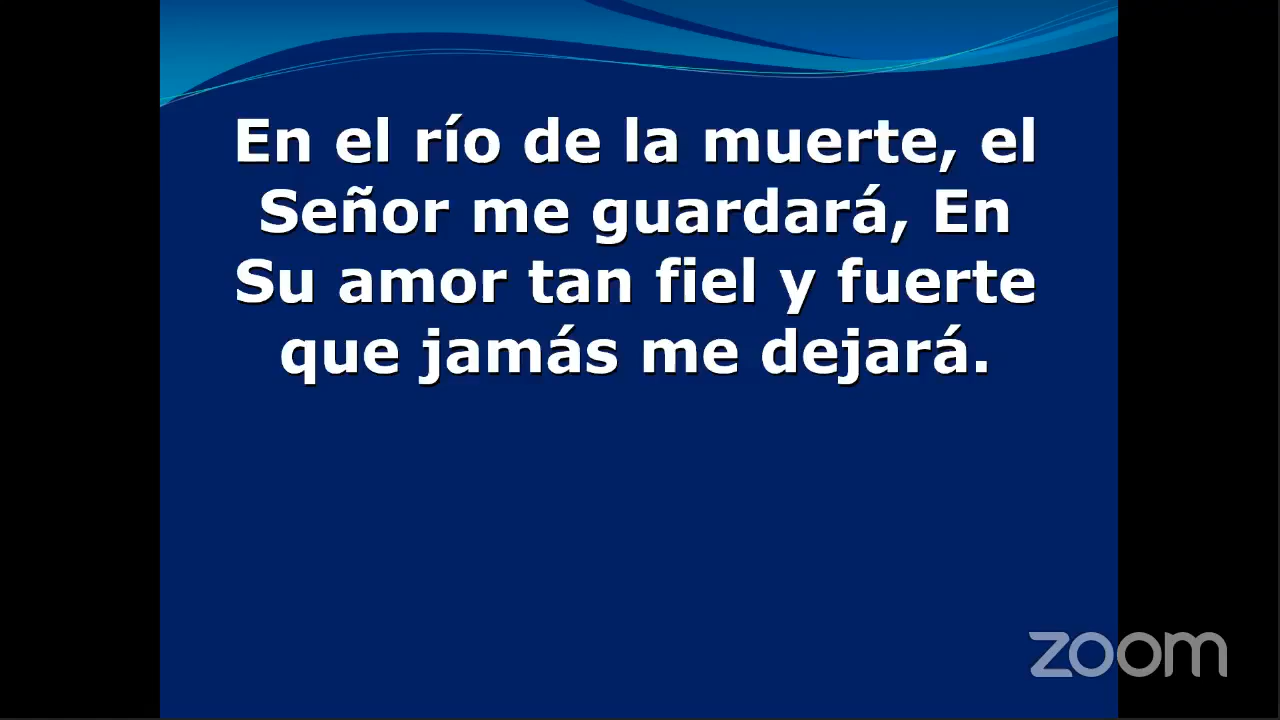 En el río de la muerte, el
Señor me guardará, En
Su amor tan fiel y fuerte
que jamás me dejará.
zoom